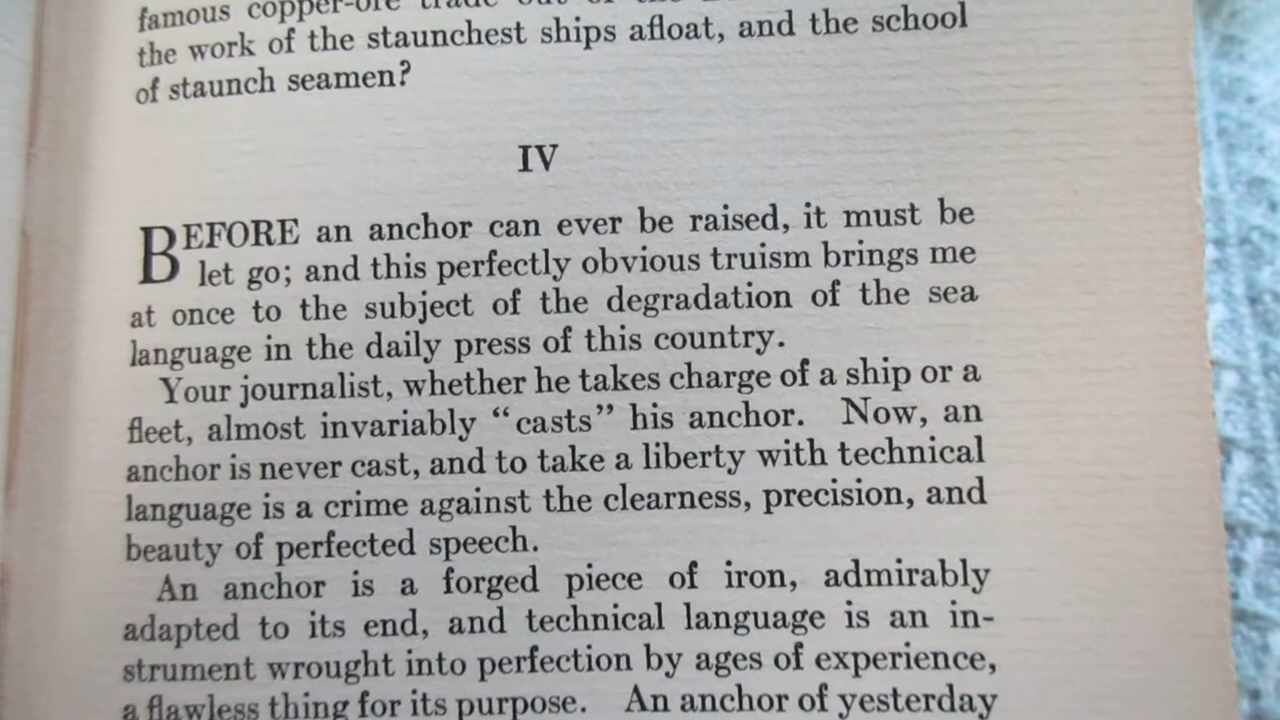 famous copper-ore trade out of the
the work of the staunchest ships afloat, and the school
of staunch seamen?
IV
BEFORE an anchor can ever be raised, it must be
let go; and this perfectly obvious truism brings me
at once to the subject of the degradation of the sea
language in the daily press of this country.
Your journalist, whether he takes charge of a ship or a
fleet, almost invariably “casts” his anchor. Now, an
anchor is never cast, and to take a liberty with technical
language is a crime against the clearness, precision, and
beauty of perfected speech.
An anchor is a forged piece of iron, admirably
adapted to its end, and technical language is an in-
strument wrought into perfection by ages of experience,
a flawless thing for its purpose. An anchor of yesterday